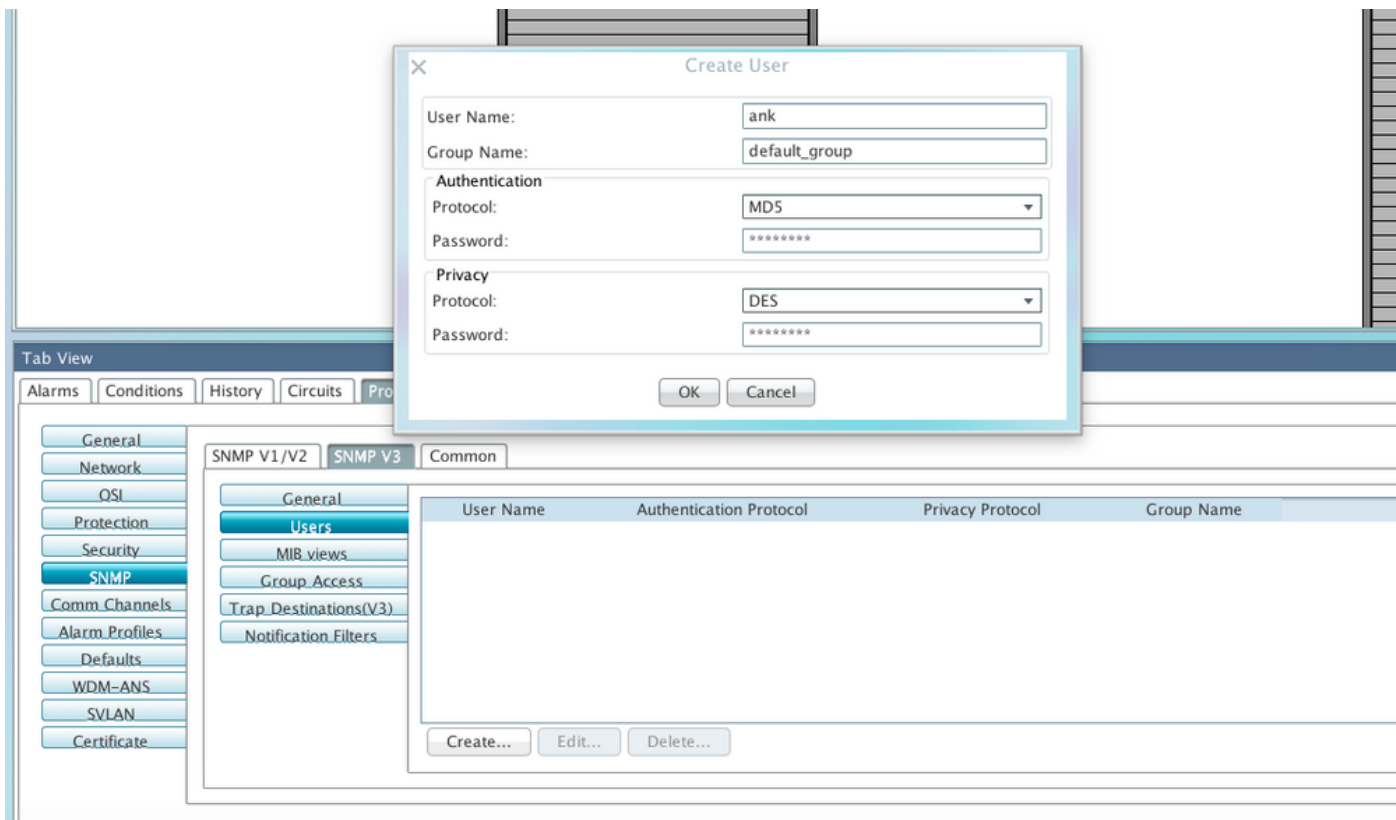 Create User
User Name: ank
Group Name: default_group
Authentication
Protocol: MD5
Password: ********
Privacy
Protocol: DES
Password: ********
OK Cancel
Tab View
Alarms Conditions History Circuits Pro
General
Network
OSI
Protection
Security
SNMP
Comm Channels
Alarm Profiles
Defaults
WDM-ANS
SVLAN
Certificate
SNMP V1/V2 SNMP V3 Common
General
Users
MIB views
Group Access
Trap Destinations(V3)
Notification Filters
User Name Authentication Protocol Privacy Protocol Group Name
Create... Edit... Delete...